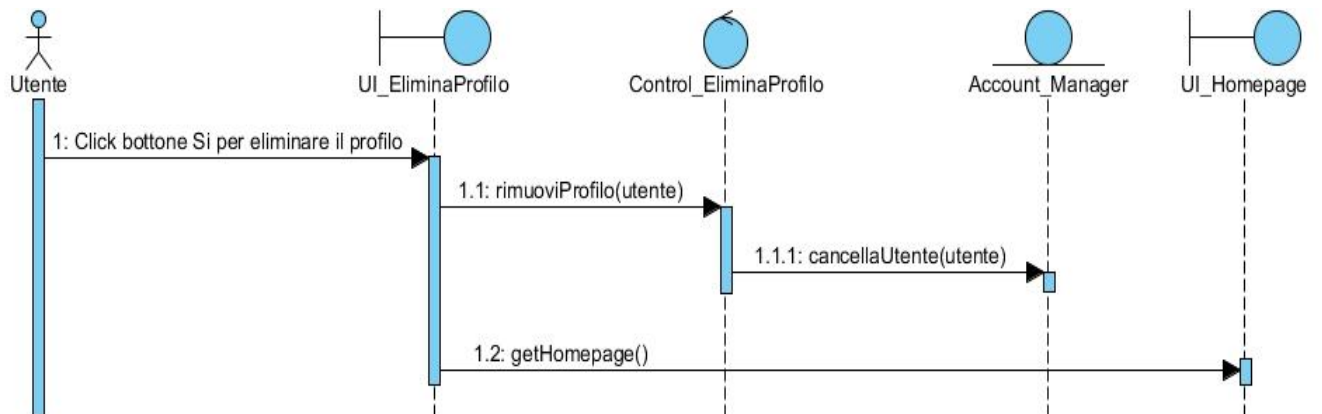 Utente
UI_EliminaProfilo
Control_EliminaProfilo
Account_Manager
UI_Homepage
1: Click bottone Si per eliminare il profilo
1.1: rimuoviProfilo(utente)
1.1.1: cancellaUtente(utente)
1.2: getHomepage()